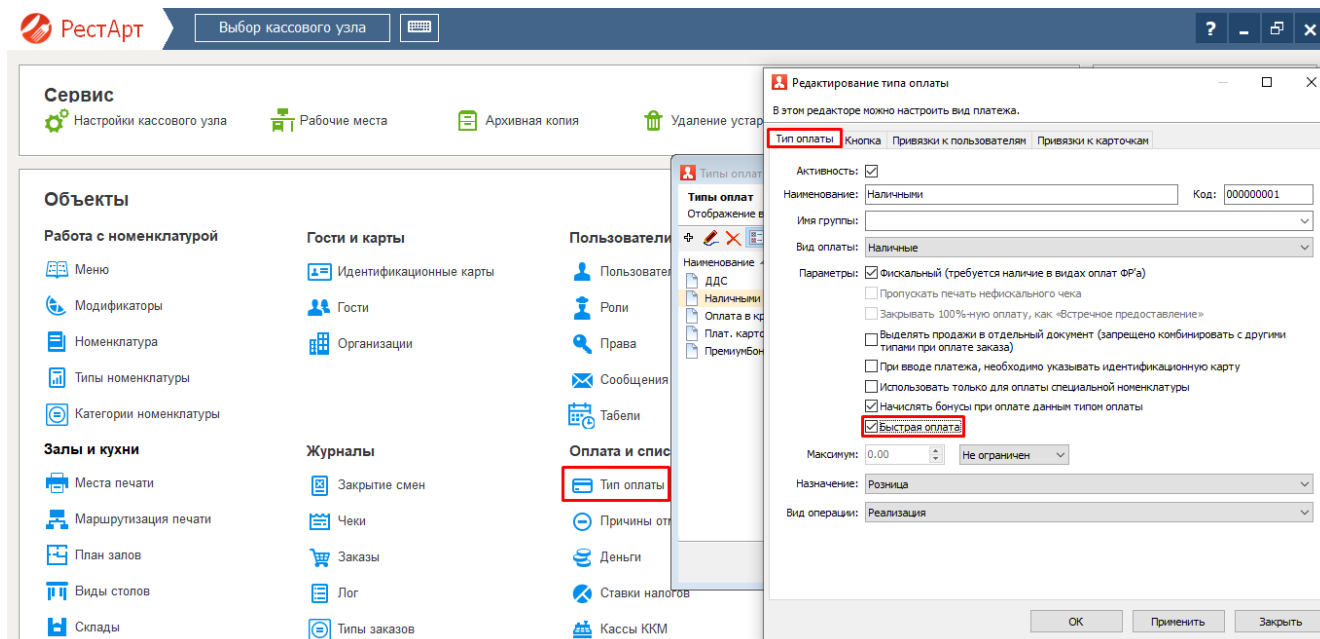 РестАрт
Выбор кассового узла
?
Сервис
Настройки кассового узла
Рабочие места
Архивная копия
Удаление устар
Объекты
Работа с номенклатурой
Гости и карты
Пользователи
Меню
Идентификационные карты
Пользовател
Модификаторы
Гости
Роли
Номенклатура
Организации
Права
Типы номенклатуры
Сообщения
Категории номенклатуры
Табели
Залы и кухни
Журналы
Оплата и спис
Места печати
Закрытие смен
Тип оплаты
Маршрутизация печати
Чеки
Причины отм
План залов
Заказы
Деньги
Виды столов
Лог
Ставки налогов
Склады
Типы заказов
Кассы ККМ
Типы оплат
Типы оплат
Отображение в
Наименование
ДДС
Наличными
Оплата в кр
Плат. карто
ПремиумБон
Редактирование типа оплаты
В этом редакторе можно настроить вид платежа.
Тип оплаты
Кнопка
Привязки к пользователям
Привязки к карточкам
Активность:
Наименование: Наличными
Код: 000000001
Имя группы:
Вид оплаты: Наличные
Параметры: Фискальный (требуется наличие в видах оплат ФР'а)
Пропускать печать нефискального чека
Закрывать 100%-ную оплату, как «Встречное предоставление»
Выделять продажи в отдельный документ (запрещено комбинировать с другими
типами при оплате заказа)
При вводе платежа, необходимо указывать идентификационную карту
Использовать только для оплаты специальной номенклатуры
Начислять бонусы при оплате данным типом оплаты
Быстрая оплата
Максимум: 0.00 Не ограничен
Назначение: Розница
Вид операции: Реализация
ОК
Применить
Закрыть